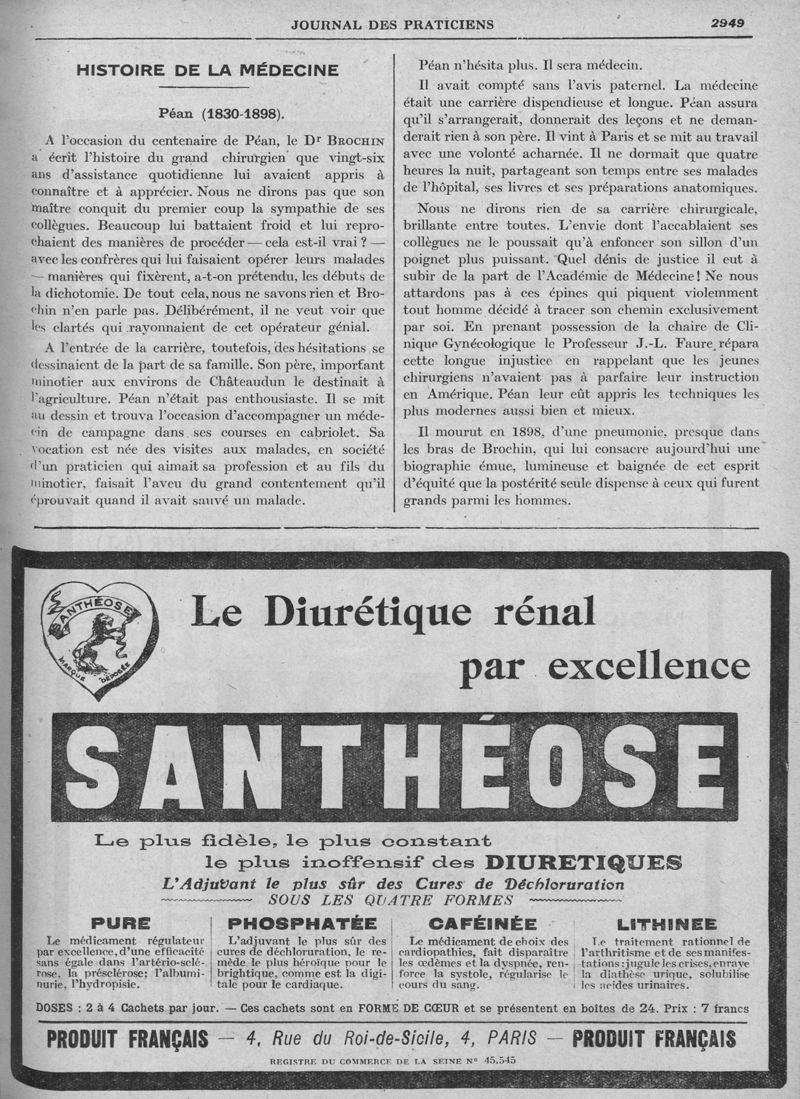 JOURNAL DES PRATICIENS 2949
HISTOIRE DE LA MÉDECINE
Péan (1830-1898).
A l'occasion du centenaire de Péan, le Dr BROCHIN
a écrit l'histoire du grand chirurgien que vingt-six
ans d'assistance quotidienne lui avaient appris à
connaître et à apprécier. Nous ne dirons pas que son
maître conquit du premier coup la sympathie de ses
collègues. Beaucoup lui battaient froid et lui repro-
chaient des manières de procéder — cela est-il vrai ? —
avec les confrères qui lui faisaient opérer leurs malades
— manières qui fixèrent, a-t-on prétendu, les débuts de
la dichotomie. De tout cela, nous ne savons rien et Bro-
chin n'en parle pas. Délibérément, il ne veut voir que
les clartés qui rayonnaient de cet opérateur génial.
A l'entrée de la carrière, toutefois, des hésitations se
dessinaient de la part de sa famille. Son père, important
minotier aux environs de Châteaudun le destinait à
l'agriculture. Péan n'était pas enthousiaste. Il se mit
au dessin et trouva l'occasion d'accompagner un méde-
cin de campagne dans ses courses en cabriolet. Sa
vocation est née des visites aux malades, en société
d'un praticien qui aimait sa profession et au fils du
minotier, faisait l'aveu du grand contentement qu'il
éprouvait quand il avait sauvé un malade.
Péan n'hésita plus. Il sera médecin.
Il avait compté sans l'avis paternel. La médecine
était une carrière dispendieuse et longue. Péan assura
qu'il s'arrangerait, donnerait des leçons et ne deman-
derait rien à son père. Il vint à Paris et se mit au travail
avec une volonté acharnée. Il ne dormait que quatre
heures la nuit, partageant son temps entre ses malades
de l'hôpital, ses livres et ses préparations anatomiques.
Nous ne dirons rien de sa carrière chirurgicale,
brillante entre toutes. L'envie dont l'accablaient ses
collègues ne le poussait qu'à enfoncer son sillon d'un
poignet plus puissant. Quel dénis de justice il eut à
subir de la part de l'Académie de Médecine ! Ne nous
attardons pas à ces épines qui piquent violemment
tout homme décidé à tracer son chemin exclusivement
par soi. En prenant possession de la chaire de Cli-
nique Gynécologique le Professeur J.-L. Faure répara
cette longue injustice en rappelant que les jeunes
chirurgiens n'avaient pas à parfaire leur instruction
en Amérique. Péan leur eût appris les techniques les
plus modernes aussi bien et mieux.
Il mourut en 1898, d'une pneumonie, presque dans
les bras de Brochin, qui lui consacre aujourd'hui une
biographie émue, lumineuse et baignée de cet esprit
d'équité que la postérité seule dispense à ceux qui furent
grands parmi les hommes.
SANTHÉOSE
MARQUE DÉPOSÉE
Le Diurétique rénal
par excellence
SANTHÉOSE
Le plus fidèle, le plus constant
le plus inoffensif des DIURETIQUES
L'Adjuvant le plus sûr des Cures de Déchloruration
SOUS LES QUATRE FORMES
PURE
Le médicament régulateur
par excellence, d'une efficacité
sans égale dans l'artério-sclé-
rose, la présclérose; l'albumi-
nurie, l'hydropisie.
PHOSPHATÉE
L'adjuvant le plus sûr des
cures de déchloruration, le re-
mède le plus héroïque pour le
brightique, comme est la digi-
tale pour le cardiaque.
CAFÉINÉE
Le médicament de choix des
cardiopathies, fait disparaître
les œdèmes et la dyspnée, ren-
force la systole, régularise le
cours du sang.
LITHINEE
Le traitement rationnel de
l'arthritisme et de ses manifes-
tations; jugule les crises, enraye
la diathèse urique, solubilise
les acides urinaires.
DOSES : 2 à 4 Cachets par jour. — Ces cachets sont en FORME DE CŒUR et se présentent en boîtes de 24. Prix : 7 francs
PRODUIT FRANÇAIS — 4, Rue du Roi-de-Sicile, 4, PARIS — PRODUIT FRANÇAIS
REGISTRE DU COMMERCE DE LA SEINE No 45.545